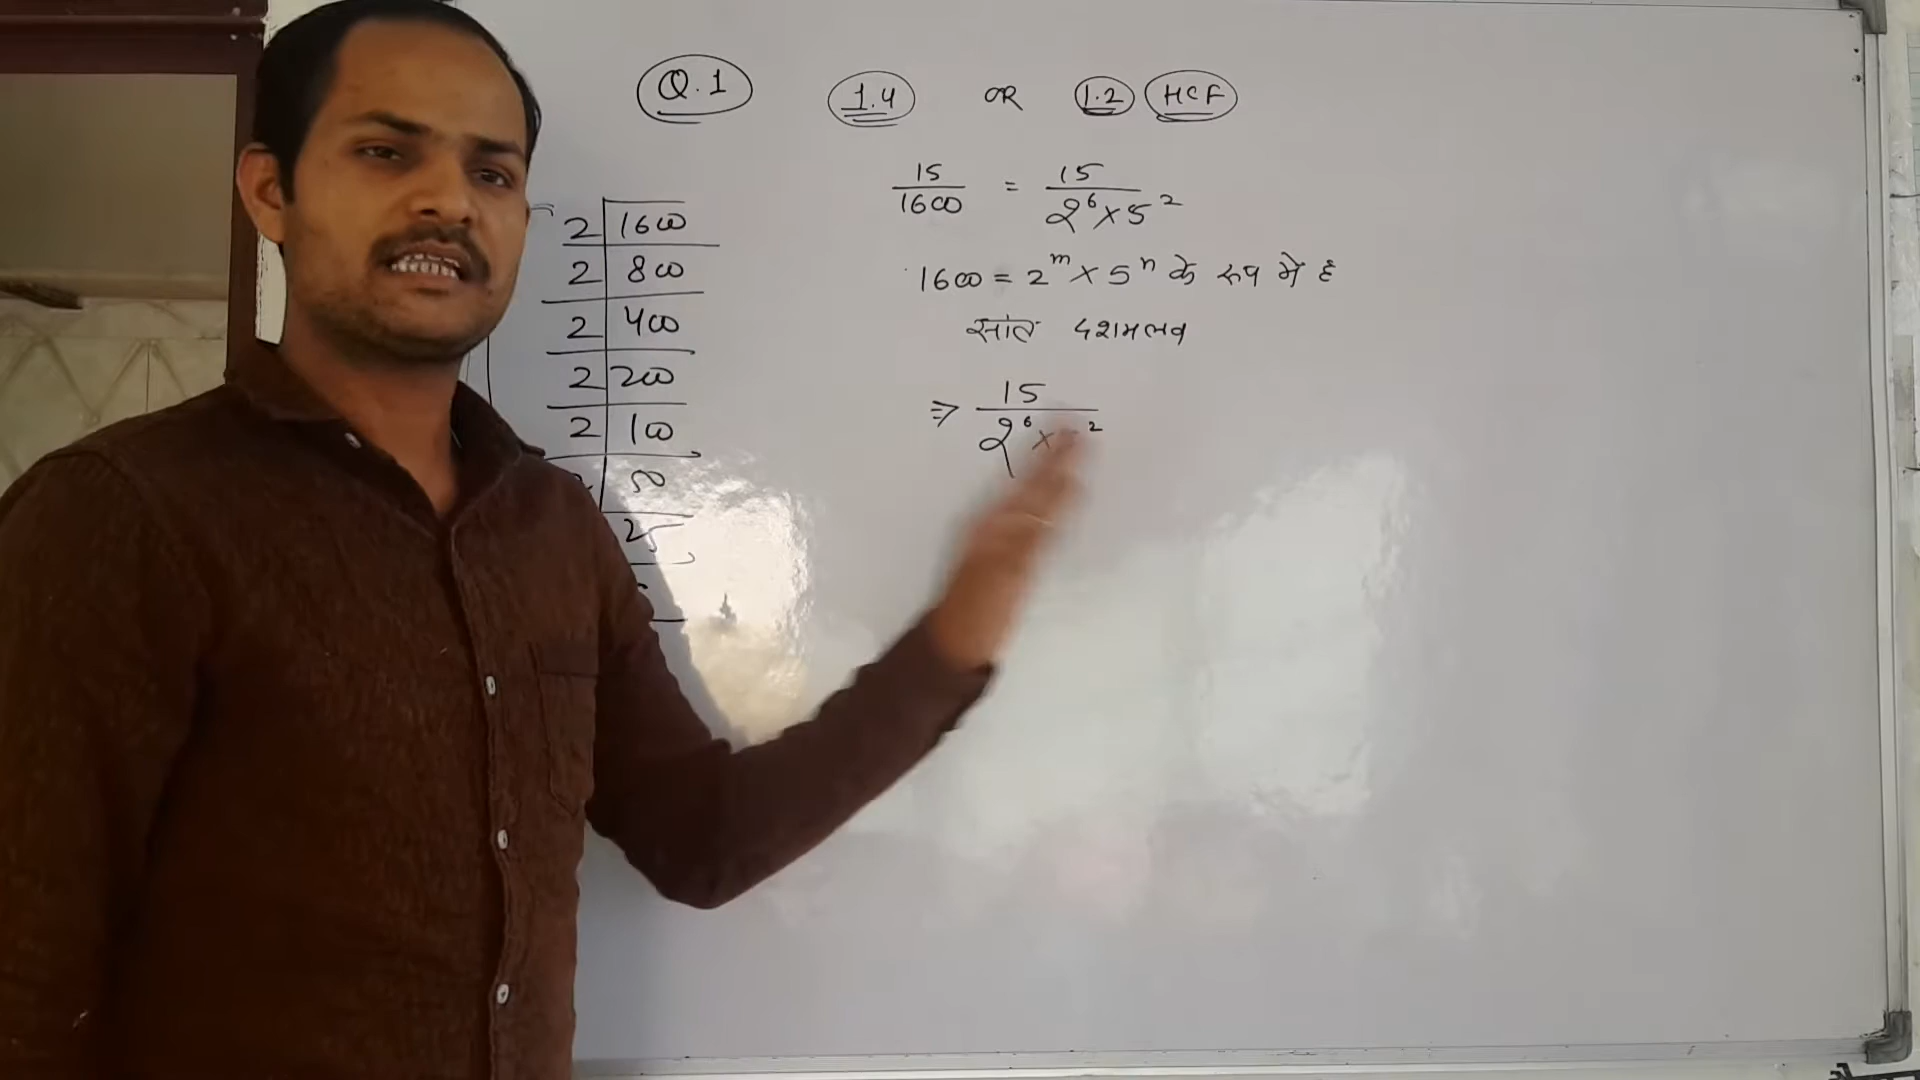 Q.1 1.4 OR 1.2 HCF
15/1600 = 15/2⁶×5²
1600 = 2ᵐ × 5ⁿ के रूप में है
सांत दशमलव
⇒ 15/2⁶× ²
2 | 1600
2 | 800
2 | 400
2 | 200
2 | 100
50
25